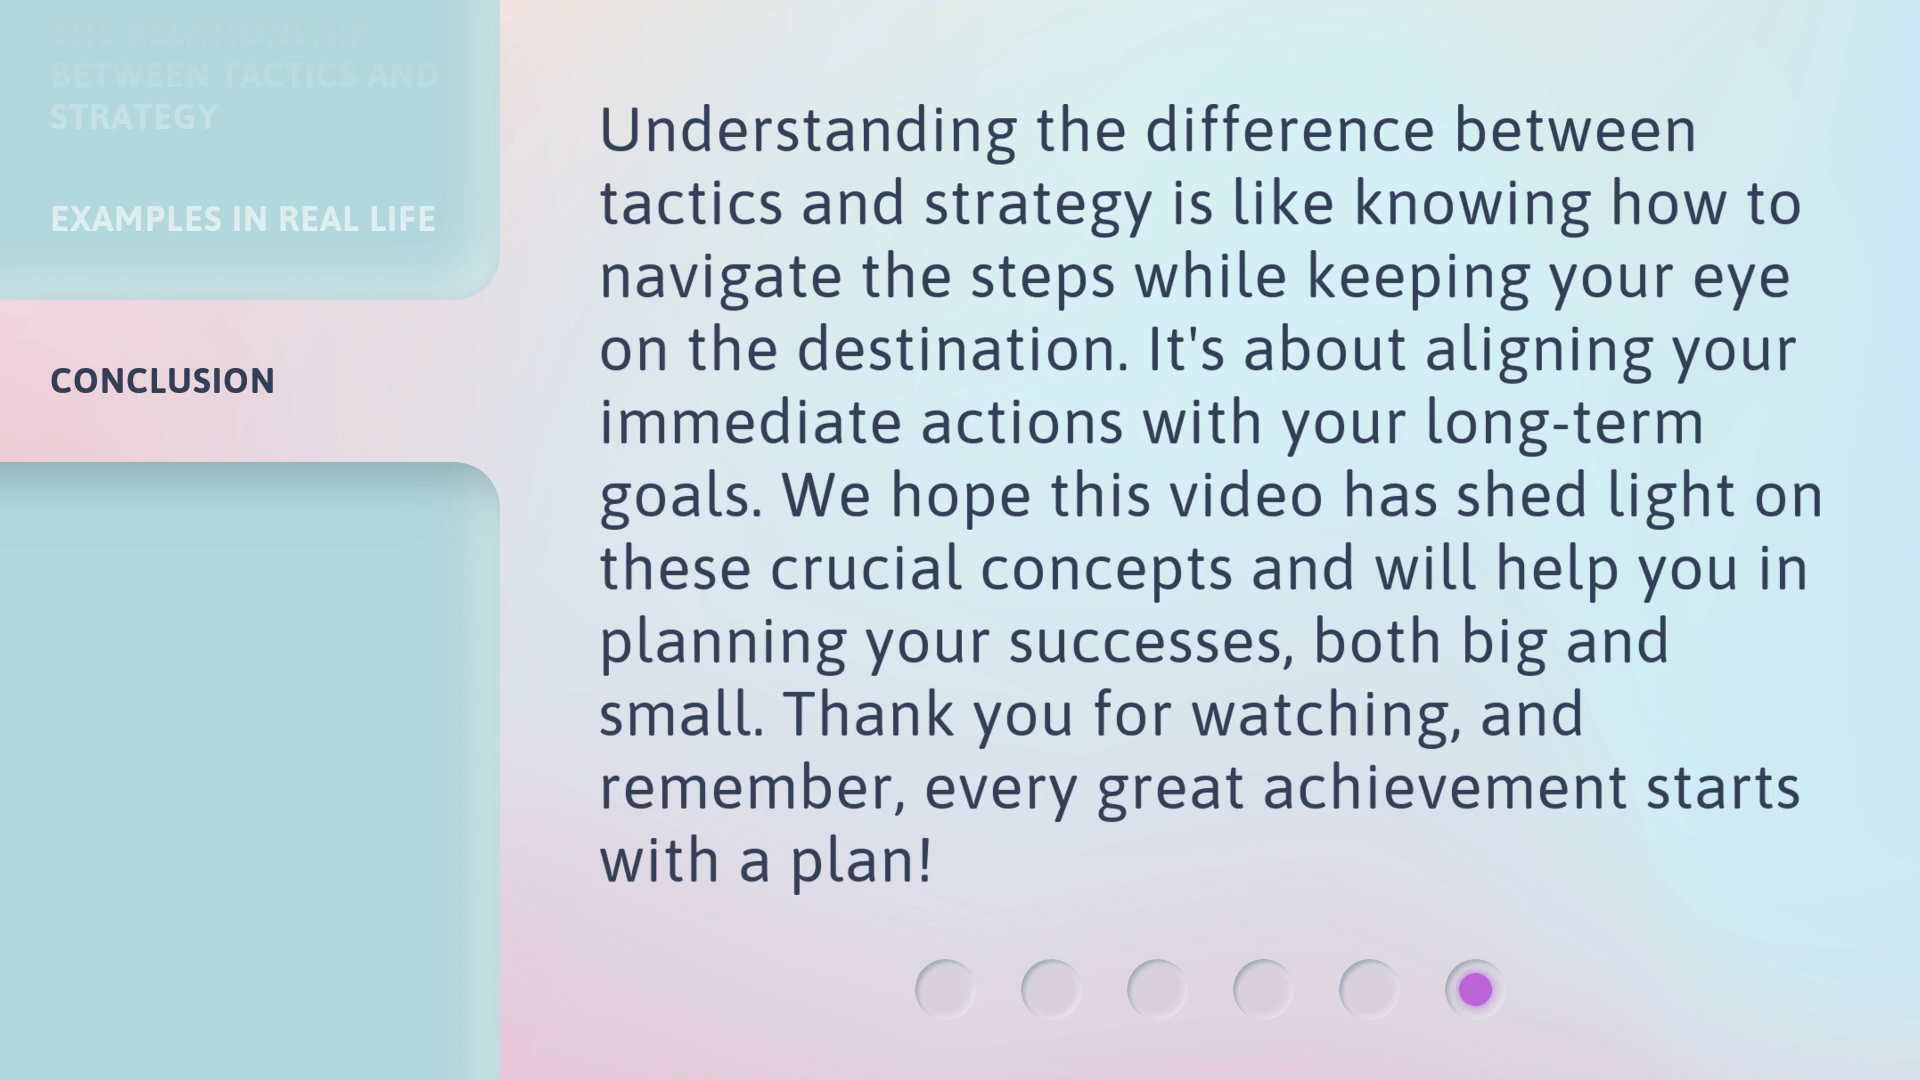 THE RELATIONSHIP
BETWEEN TACTICS AND
STRATEGY
EXAMPLES IN REAL LIFE
CONCLUSION
Understanding the difference between
tactics and strategy is like knowing how to
navigate the steps while keeping your eye
on the destination. It's about aligning your
immediate actions with your long-term
goals. We hope this video has shed light on
these crucial concepts and will help you in
planning your successes, both big and
small. Thank you for watching, and
remember, every great achievement starts
with a plan!